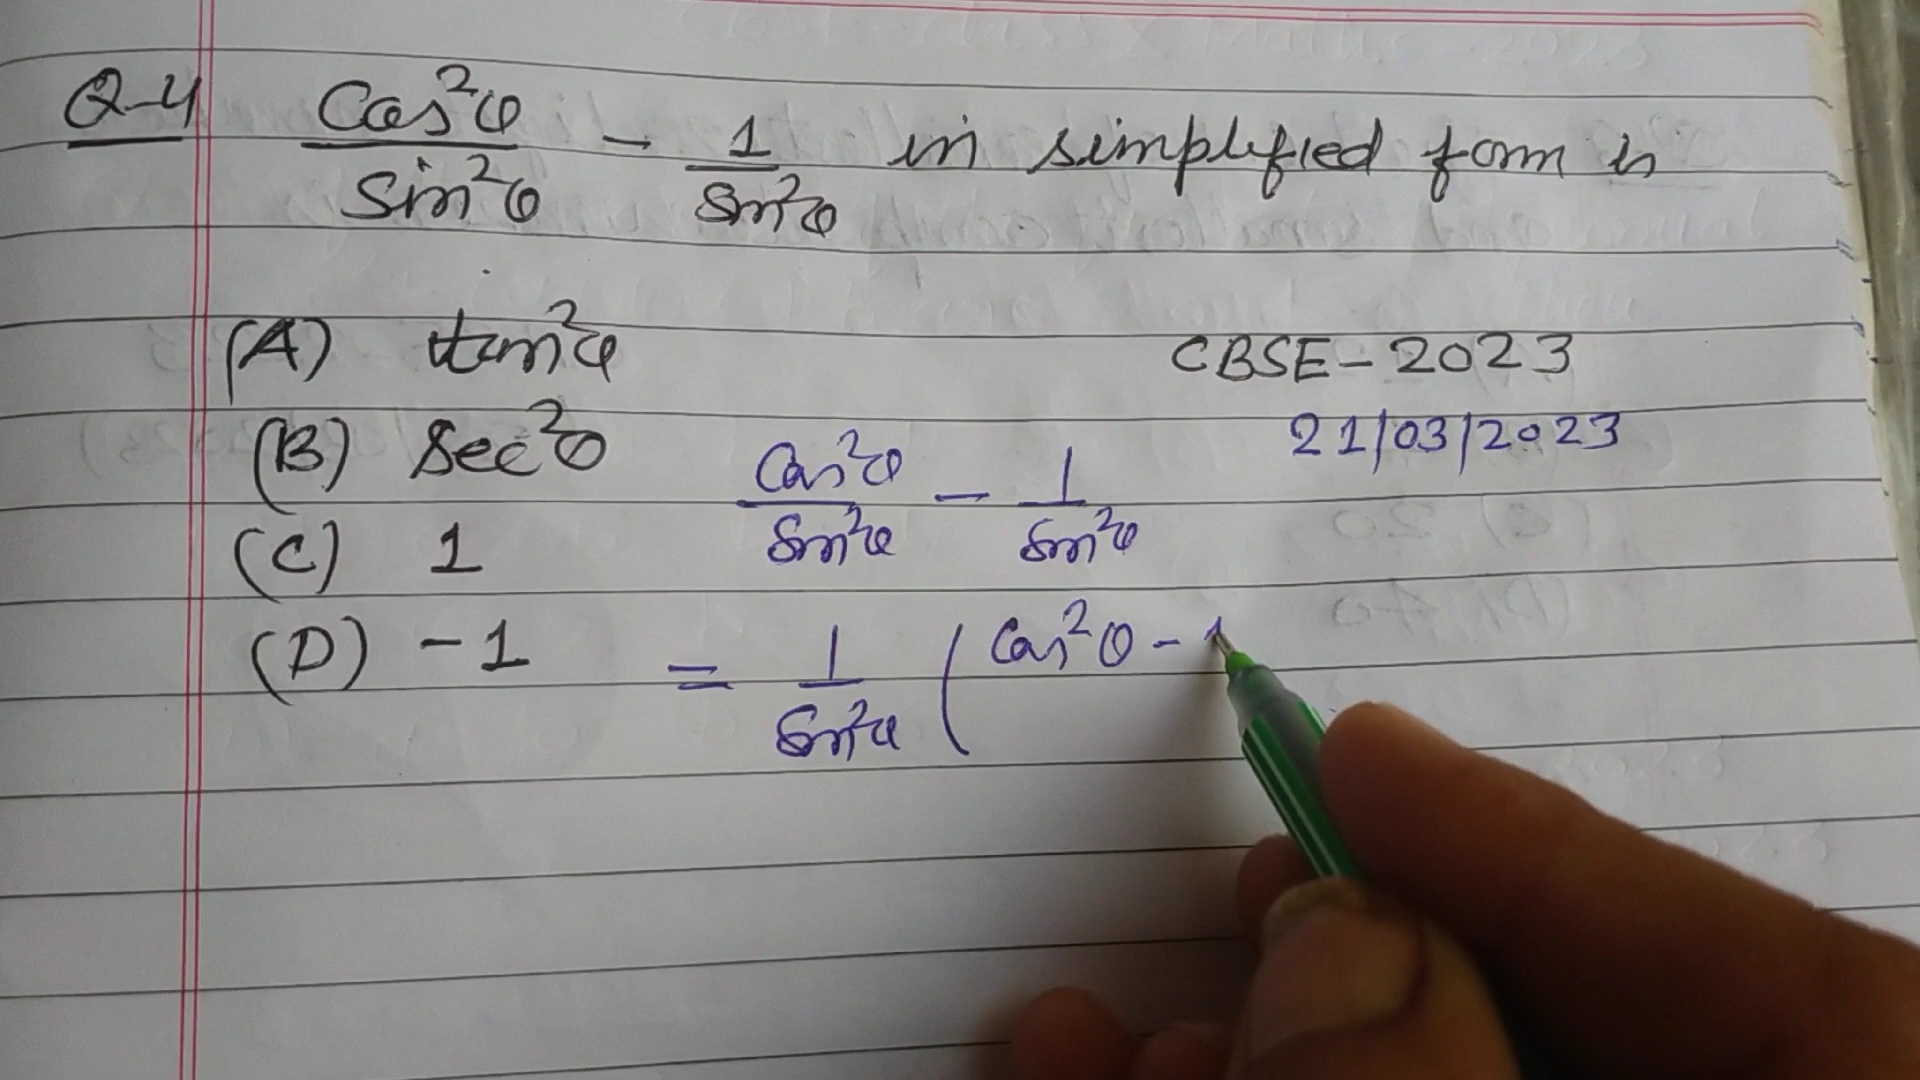 Q-4 Cos²θ/Sin²θ - 1/Sin²θ in simplified form is
(A) tan²θ
CBSE-2023
(B) Sec²θ
21/03/2023
Cos²θ/Sin²θ - 1/Sin²θ
(C) 1
(D) -1
= 1/Sin²θ (Cos²θ - 1